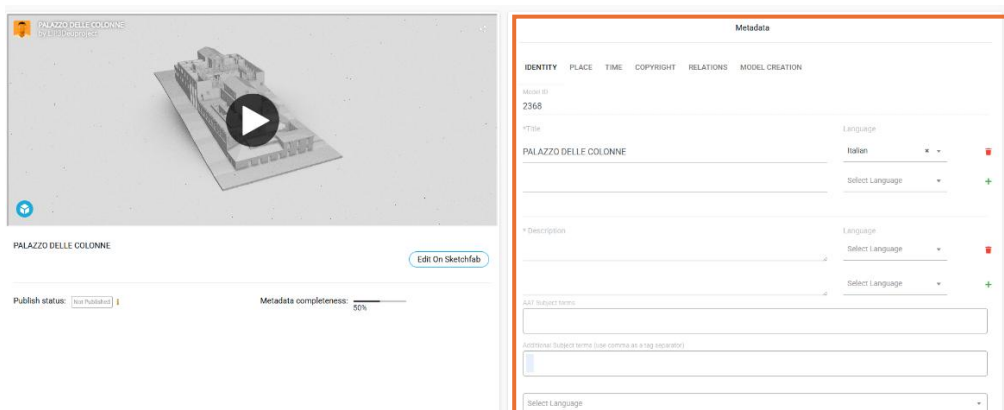 PALAZZO DELLE COLONNE
PALAZZO DELLE COLONNE
Edit On Sketchfab
Publish status: Not Published
Metadata completeness:
50%
Metadata
IDENTITY PLACE TIME COPYRIGHT RELATIONS MODEL CREATION
Model ID
2368
*Title Language
PALAZZO DELLE COLONNE Italian
Select Language
* Description Language
Select Language
Select Language
AAT Subject terms
Additional Subject terms (use comma as a tag separator)
Select Language